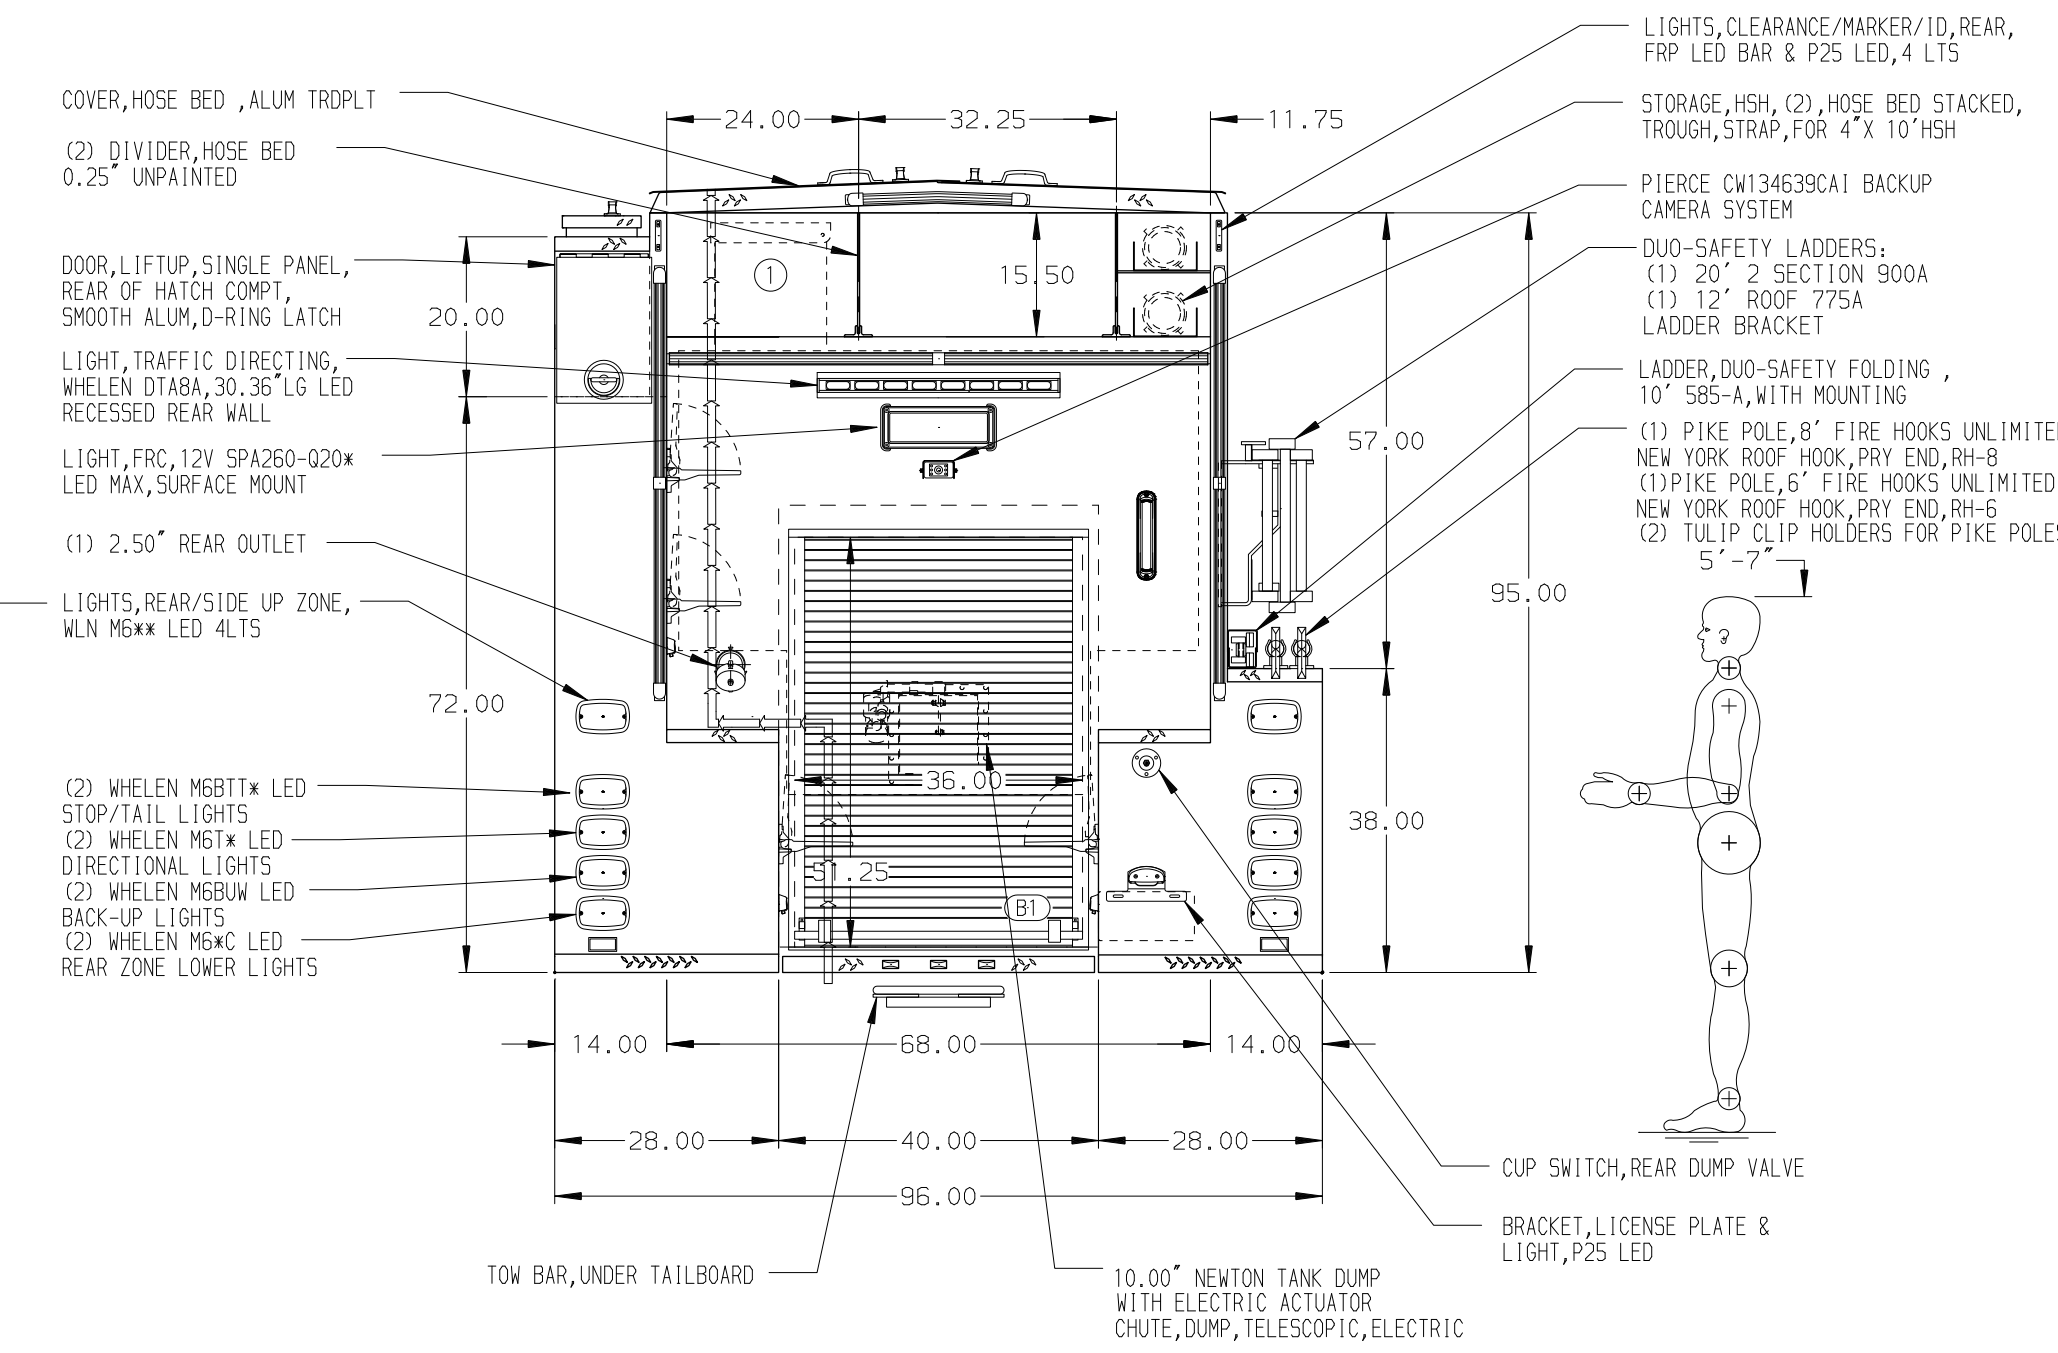 COVER,HOSE BED ,ALUM TRDPLT
(2) DIVIDER,HOSE BED
0.25″ UNPAINTED
DOOR,LIFTUP,SINGLE PANEL,
REAR OF HATCH COMPT,
SMOOTH ALUM,D-RING LATCH
LIGHT,TRAFFIC DIRECTING,
WHELEN DTA8A,30.36″LG LED
RECESSED REAR WALL
LIGHT,FRC,12V SPA260-Q20*
LED MAX,SURFACE MOUNT
(1) 2.50″ REAR OUTLET
LIGHTS,REAR/SIDE UP ZONE,
WLN M6** LED 4LTS
(2) WHELEN M6BTT* LED
STOP/TAIL LIGHTS
(2) WHELEN M6T* LED
DIRECTIONAL LIGHTS
(2) WHELEN M6BUW LED
BACK-UP LIGHTS
(2) WHELEN M6*C LED
REAR ZONE LOWER LIGHTS
24.00
32.25
11.75
20.00
1
15.50
57.00
95.00
72.00
36.00
38.00
51.25
B1
14.00
68.00
14.00
28.00
40.00
28.00
96.00
TOW BAR,UNDER TAILBOARD
10.00″ NEWTON TANK DUMP
WITH ELECTRIC ACTUATOR
CHUTE,DUMP,TELESCOPIC,ELECTRIC
LIGHTS,CLEARANCE/MARKER/ID,REAR,
FRP LED BAR & P25 LED,4 LTS
STORAGE,HSH,(2),HOSE BED STACKED,
TROUGH,STRAP,FOR 4″X 10′HSH
PIERCE CW134639CAI BACKUP
CAMERA SYSTEM
DUO-SAFETY LADDERS:
(1) 20′ 2 SECTION 900A
(1) 12′ ROOF 775A
LADDER BRACKET
LADDER,DUO-SAFETY FOLDING ,
10′ 585-A,WITH MOUNTING
(1) PIKE POLE,8′ FIRE HOOKS UNLIMITE
NEW YORK ROOF HOOK,PRY END,RH-8
(1)PIKE POLE,6′ FIRE HOOKS UNLIMITED
NEW YORK ROOF HOOK,PRY END,RH-6
(2) TULIP CLIP HOLDERS FOR PIKE POLES
5′-7″
CUP SWITCH,REAR DUMP VALVE
BRACKET,LICENSE PLATE &
LIGHT,P25 LED